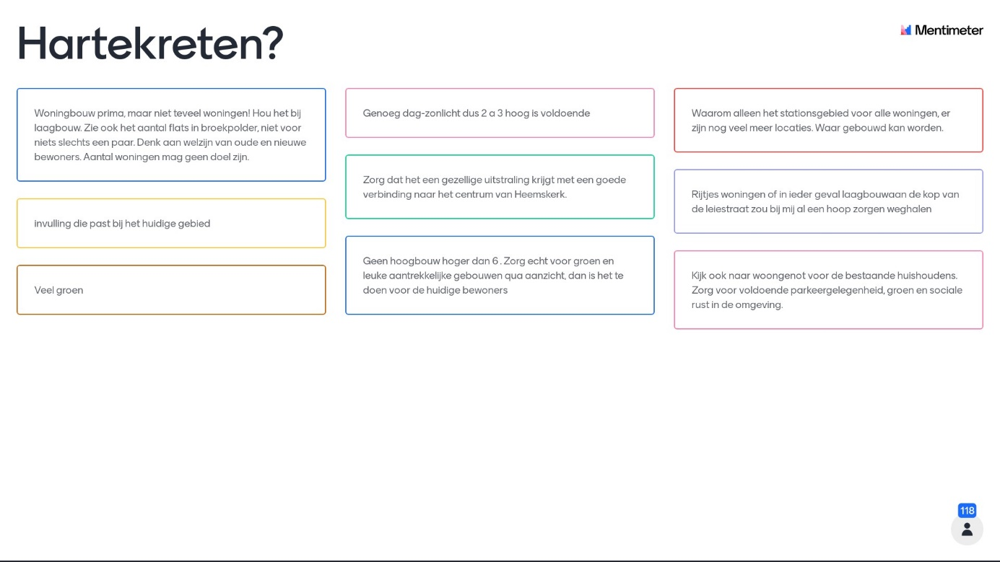 Hartekreten?
Mentimeter
Woningbouw prima, maar niet teveel woningen! Hou het bij
laagbouw. Zie ook het aantal flats in broekpolder, niet voor
niets slechts een paar. Denk aan welzijn van oude en nieuwe
bewoners. Aantal woningen mag geen doel zijn.
invulling die past bij het huidige gebied
Veel groen
Genoeg dag-zonlicht dus 2 a 3 hoog is voldoende
Zorg dat het een gezellige uitstraling krijgt met een goede
verbinding naar het centrum van Heemskerk.
Geen hoogbouw hoger dan 6 . Zorg echt voor groen en
leuke aantrekkelijke gebouwen qua aanzicht, dan is het te
doen voor de huidige bewoners
Waarom alleen het stationsgebied voor alle woningen, er
zijn nog veel meer locaties. Waar gebouwd kan worden.
Rijtjes woningen of in ieder geval laagbouwaan de kop van
de leiestraat zou bij mij al een hoop zorgen weghalen
Kijk ook naar woongenot voor de bestaande huishoudens.
Zorg voor voldoende parkeergelegenheid, groen en sociale
rust in de omgeving.
118